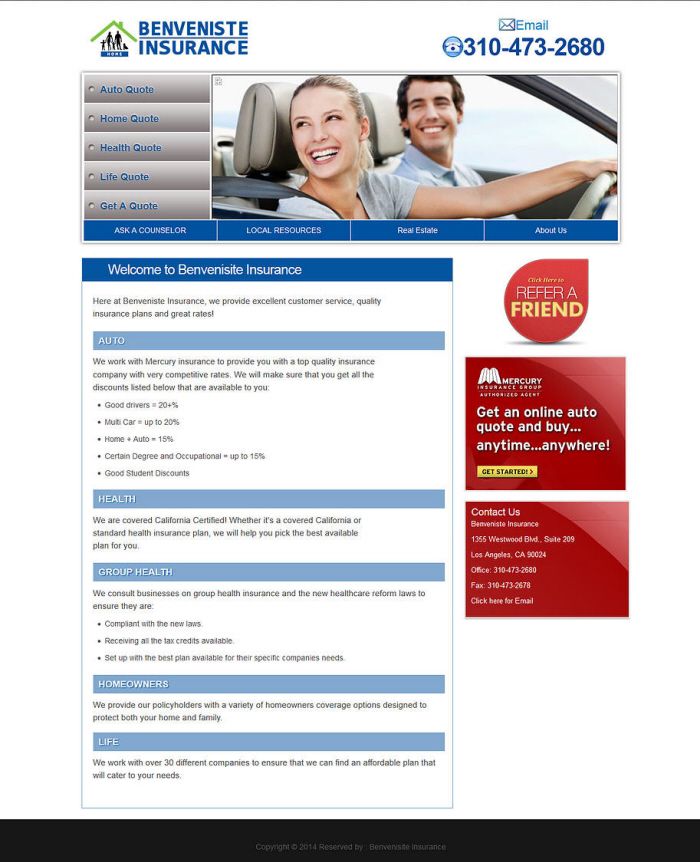 BENVENISTE
INSURANCE
HOME
Email
310-473-2680
Auto Quote
Home Quote
Health Quote
Life Quote
Get A Quote
ASK A COUNSELOR
LOCAL RESOURCES
Real Estate
About Us
Welcome to Benvenisite Insurance
Here at Benveniste Insurance, we provide excellent customer service, quality
insurance plans and great rates!
AUTO
We work with Mercury insurance to provide you with a top quality insurance
company with very competitive rates. We will make sure that you get all the
discounts listed below that are available to you:
• Good drivers = 20+%
• Multi Car = up to 20%
• Home + Auto = 15%
• Certain Degree and Occupational = up to 15%
• Good Student Discounts
HEALTH
We are covered California Certified! Whether it's a covered California or
standard health insurance plan, we will help you pick the best available
plan for you.
GROUP HEALTH
We consult businesses on group health insurance and the new healthcare reform laws to
ensure they are:
• Compliant with the new laws.
• Receiving all the tax credits available.
• Set up with the best plan available for their specific companies needs.
HOMEOWNERS
We provide our policyholders with a variety of homeowners coverage options designed to
protect both your home and family.
LIFE
We work with over 30 different companies to ensure that we can find an affordable plan that
will cater to your needs.
Click Here to
REFER A
FRIEND
MERCURY
INSURANCE GROUP
AUTHORIZED AGENT
Get an online auto
quote and buy...
anytime...anywhere!
GET STARTED!
Contact Us
Benveniste Insurance
1355 Westwood Blvd., Suite 209
Los Angeles, CA 90024
Office: 310-473-2680
Fax: 310-473-2678
Click here for Email
Copyright © 2014 Reserved by : Benvenisite Insurance